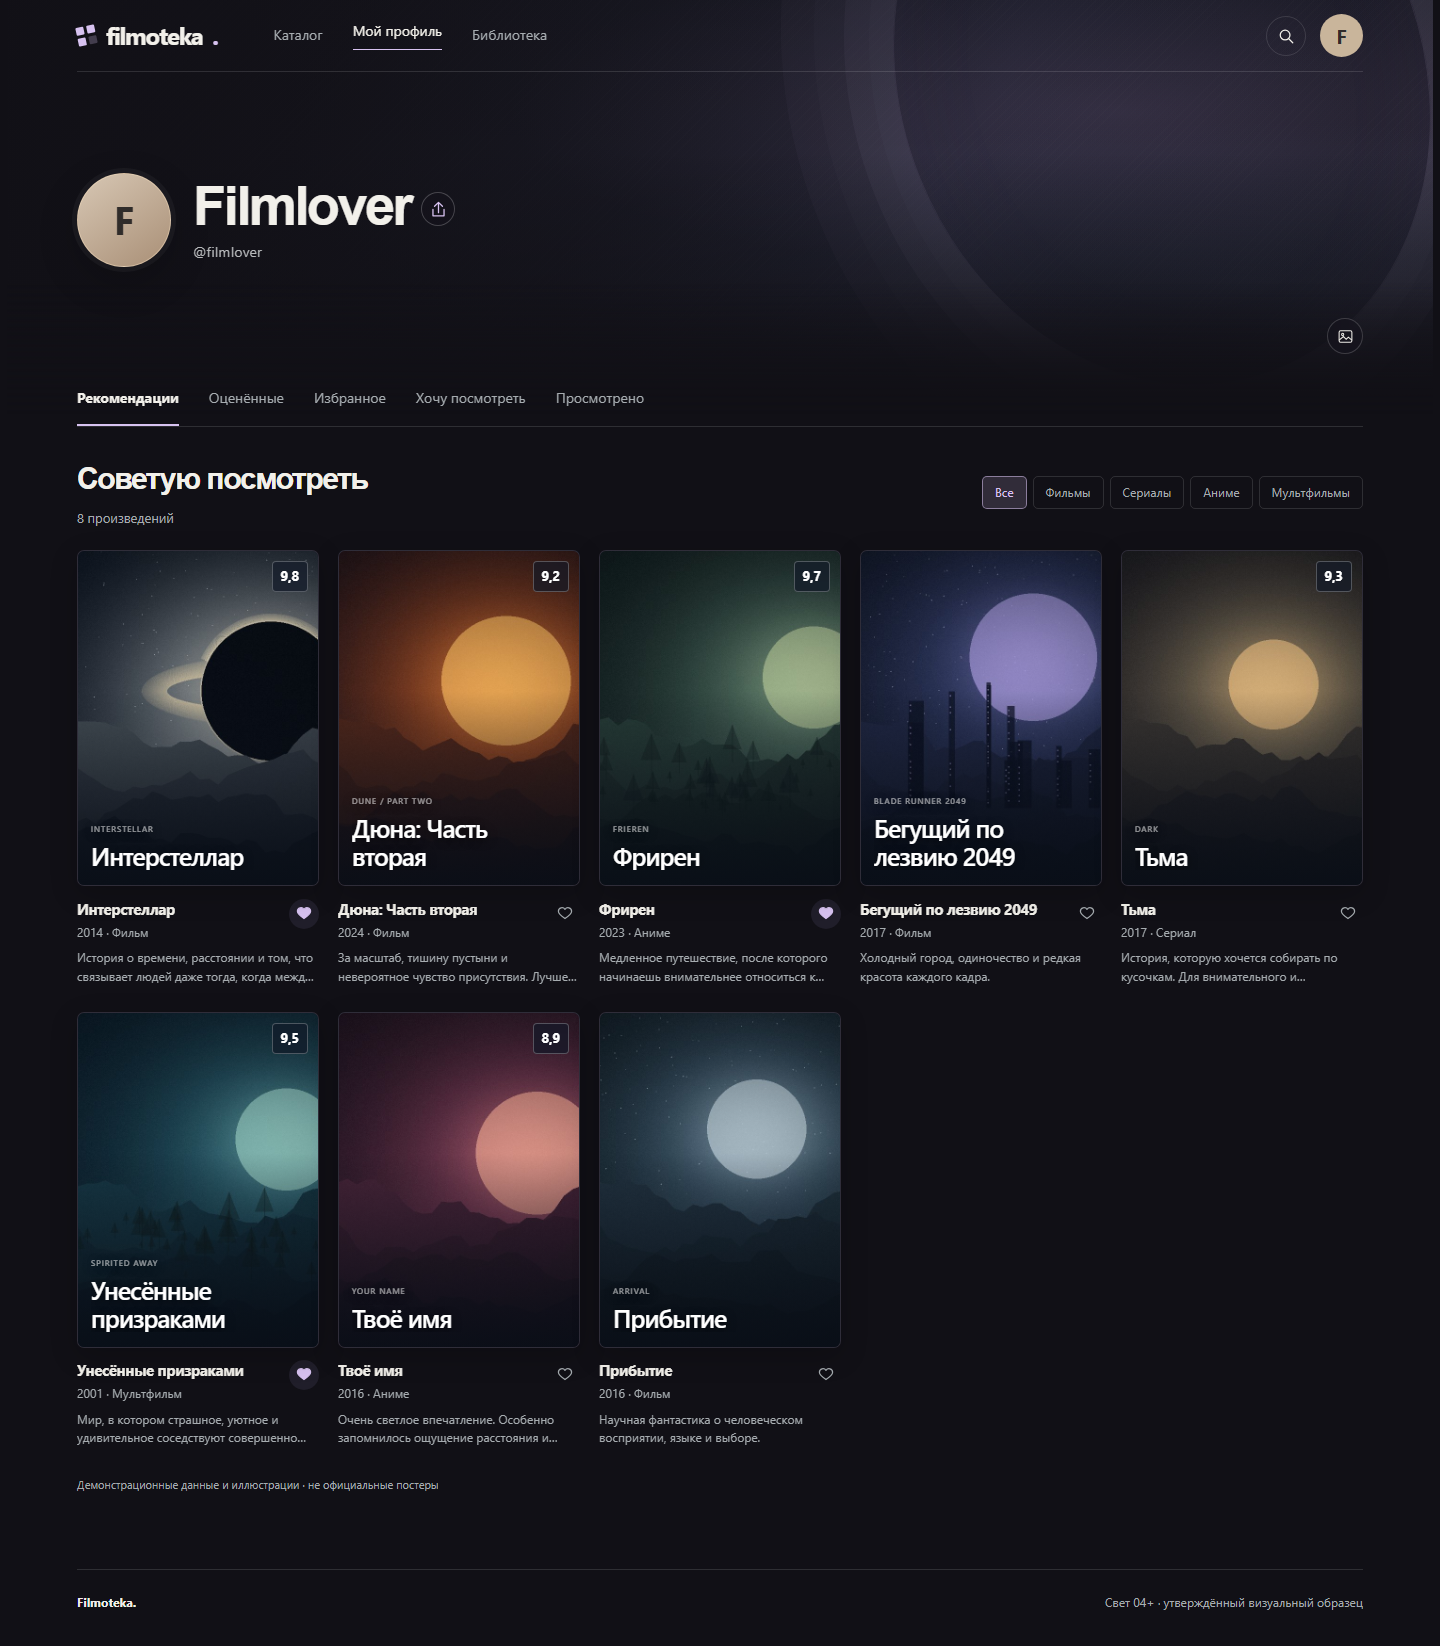 filmoteka.
Каталог
Мой профиль
Библиотека
F
F
Filmlover
@filmlover
Рекомендации
Оценённые
Избранное
Хочу посмотреть
Просмотрено
Советую посмотреть
8 произведений
Все
Фильмы
Сериалы
Аниме
Мультфильмы
9,8
INTERSTELLAR
Интерстеллар
Интерстеллар
2014 · Фильм
История о времени, расстоянии и том, что
связывает людей даже тогда, когда межд...
9,2
DUNE / PART TWO
Дюна: Часть
вторая
Дюна: Часть вторая
2024 · Фильм
За масштаб, тишину пустыни и
невероятное чувство присутствия. Лучше...
9,7
FRIEREN
Фрирен
Фрирен
2023 · Аниме
Медленное путешествие, после которого
начинаешь внимательнее относиться к...
BLADE RUNNER 2049
Бегущий по
лезвию 2049
Бегущий по лезвию 2049
2017 · Фильм
Холодный город, одиночество и редкая
красота каждого кадра.
9,3
DARK
Тьма
Тьма
2017 · Сериал
История, которую хочется собирать по
кусочкам. Для внимательного и...
9,5
SPIRITED AWAY
Унесённые
призраками
Унесённые призраками
2001 · Мультфильм
Мир, в котором страшное, уютное и
удивительное соседствуют совершенно...
8,9
YOUR NAME
Твоё имя
Твоё имя
2016 · Аниме
Очень светлое впечатление. Особенно
запомнилось ощущение расстояния и...
ARRIVAL
Прибытие
Прибытие
2016 · Фильм
Научная фантастика о человеческом
восприятии, языке и выборе.
Демонстрационные данные и иллюстрации · не официальные постеры
Filmoteka.
Свет 04+ · утверждённый визуальный образец